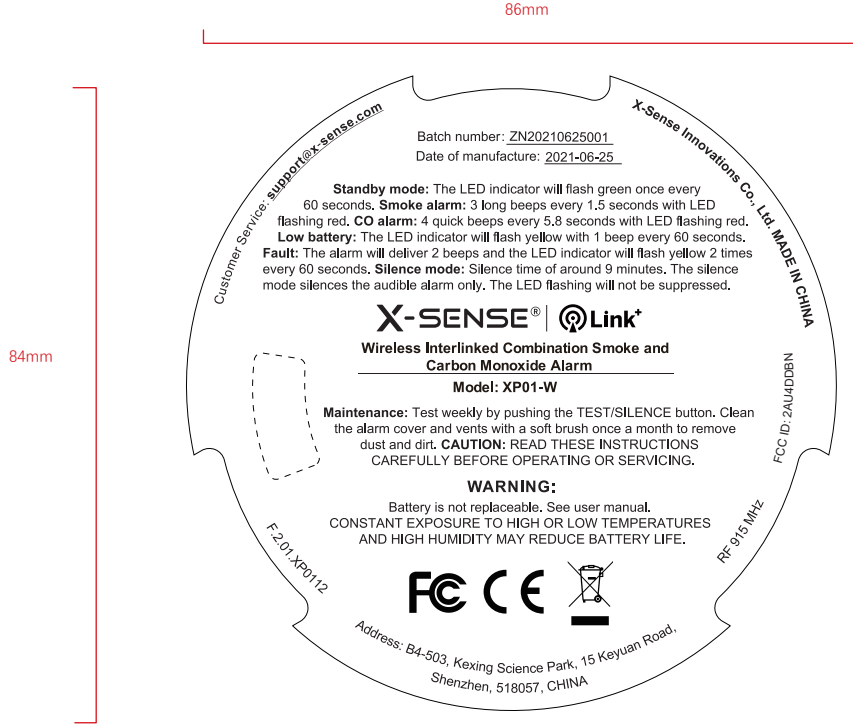 86mm
84mm
Customer Service: support@x-sense.com
X-Sense Innovations Co., Ltd. MADE IN CHINA
Batch number: ZN20210625001
Date of manufacture: 2021-06-25
Standby mode: The LED indicator will flash green once every
60 seconds. Smoke alarm: 3 long beeps every 1.5 seconds with LED
flashing red. CO alarm: 4 quick beeps every 5.8 seconds with LED flashing red.
Low battery: The LED indicator will flash yellow with 1 beep every 60 seconds.
Fault: The alarm will deliver 2 beeps and the LED indicator will flash yellow 2 times
every 60 seconds. Silence mode: Silence time of around 9 minutes. The silence
mode silences the audible alarm only. The LED flashing will not be suppressed.
X-SENSE® | Link+
Wireless Interlinked Combination Smoke and
Carbon Monoxide Alarm
Model: XP01-W
Maintenance: Test weekly by pushing the TEST/SILENCE button. Clean
the alarm cover and vents with a soft brush once a month to remove
dust and dirt. CAUTION: READ THESE INSTRUCTIONS
CAREFULLY BEFORE OPERATING OR SERVICING.
FCC ID: 2AU4DDBN
WARNING:
Battery is not replaceable. See user manual.
CONSTANT EXPOSURE TO HIGH OR LOW TEMPERATURES
AND HIGH HUMIDITY MAY REDUCE BATTERY LIFE.
RF 915 MHz
F.2.01.XP0112
FC CE
Address: B4-503, Kexing Science Park, 15 Keyuan Road,
Shenzhen, 518057, CHINA